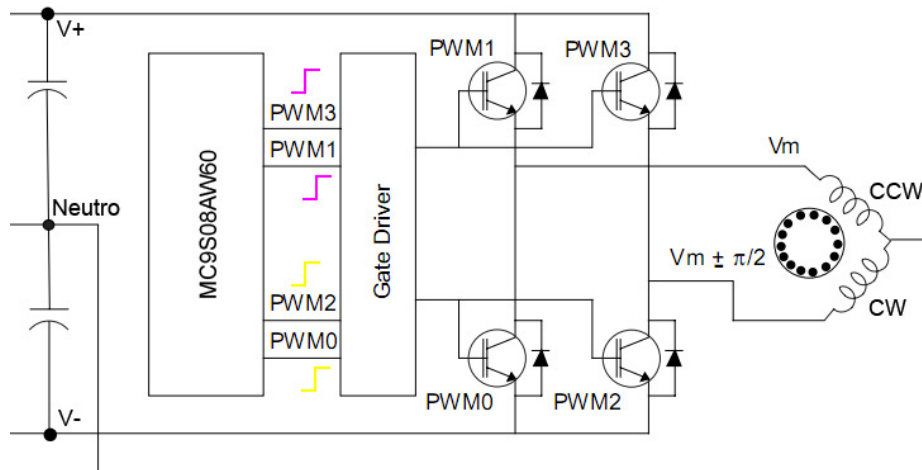 V+
PWM1
PWM3
PWM3
PWM1
Vm
CCW
Neutro
MC9S08AW60
Gate Driver
Vm ± π/2
PWM2
PWM0
CW
V-
PWM0
PWM2